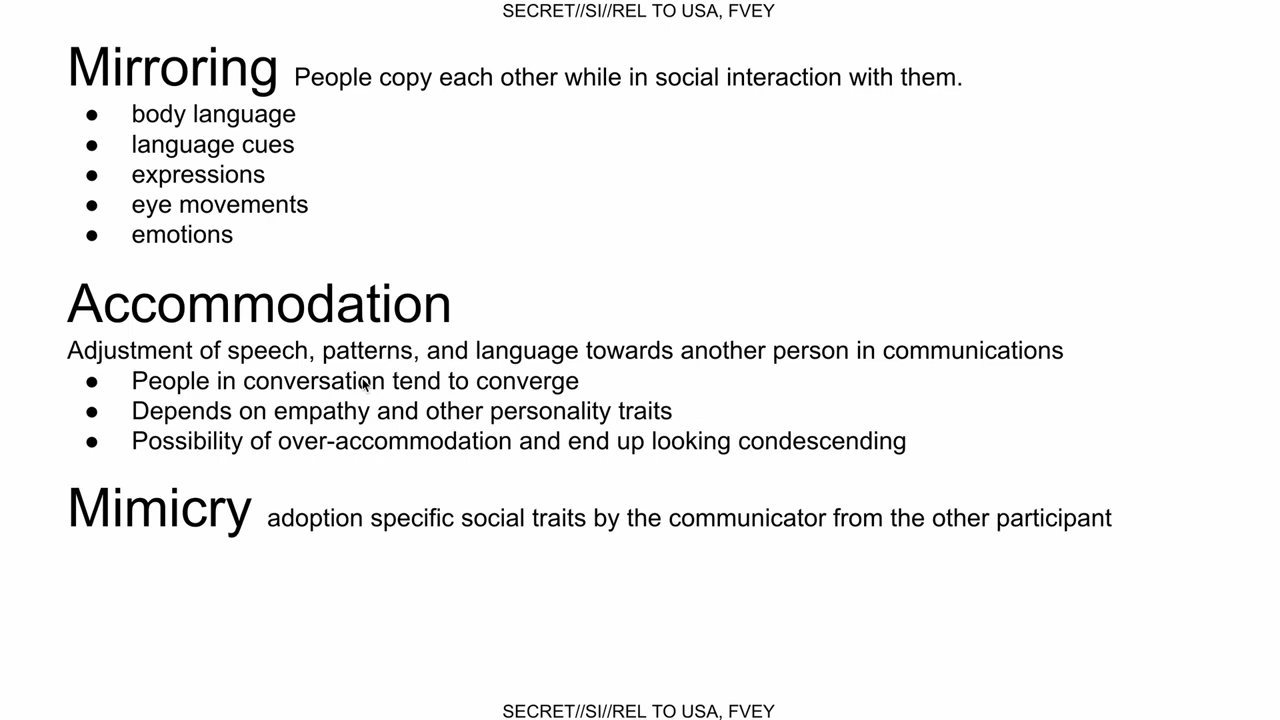 SECRET//SI//REL TO USA, FVEY
Mirroring People copy each other while in social interaction with them.
● body language
● language cues
● expressions
● eye movements
● emotions
Accommodation
Adjustment of speech, patterns, and language towards another person in communications
● People in conversation tend to converge
● Depends on empathy and other personality traits
● Possibility of over-accommodation and end up looking condescending
Mimicry adoption specific social traits by the communicator from the other participant
SECRET//SI//REL TO USA, FVEY